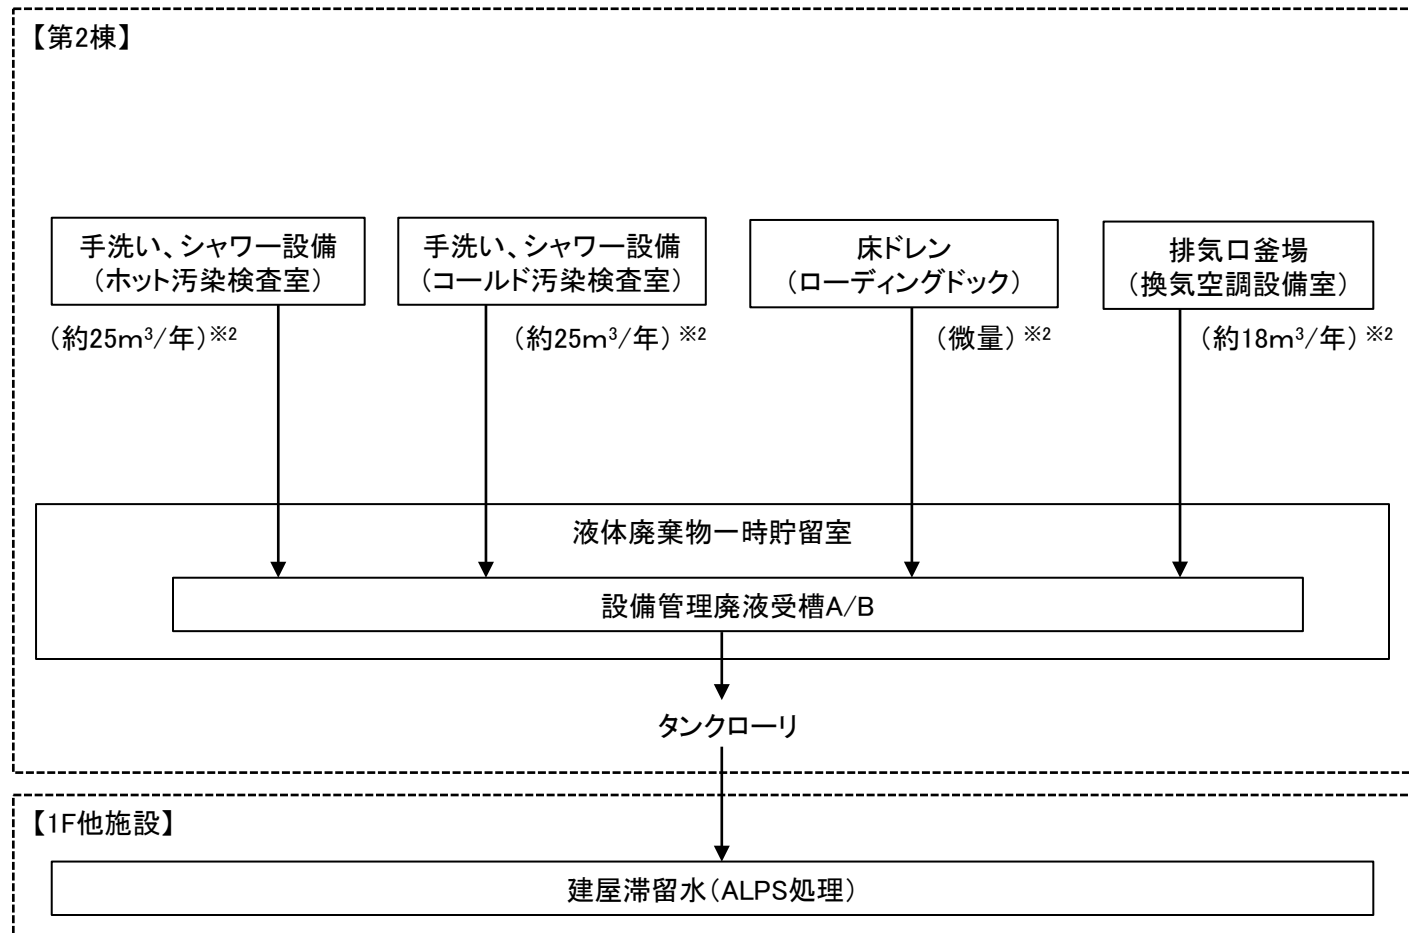 【第2棟】
手洗い、シャワー設備
（ホット汚染検査室）
手洗い、シャワー設備
（コールド汚染検査室）
床ドレン
（ローディングドック）
排気口釜場
（換気空調設備室）
（約25m³/年）※2
（約25m³/年）※2
（微量）※2
（約18m³/年）※2
液体廃棄物一時貯留室
設備管理廃液受槽A/B
タンクローリ
【1F他施設】
建屋滞留水（ALPS処理）